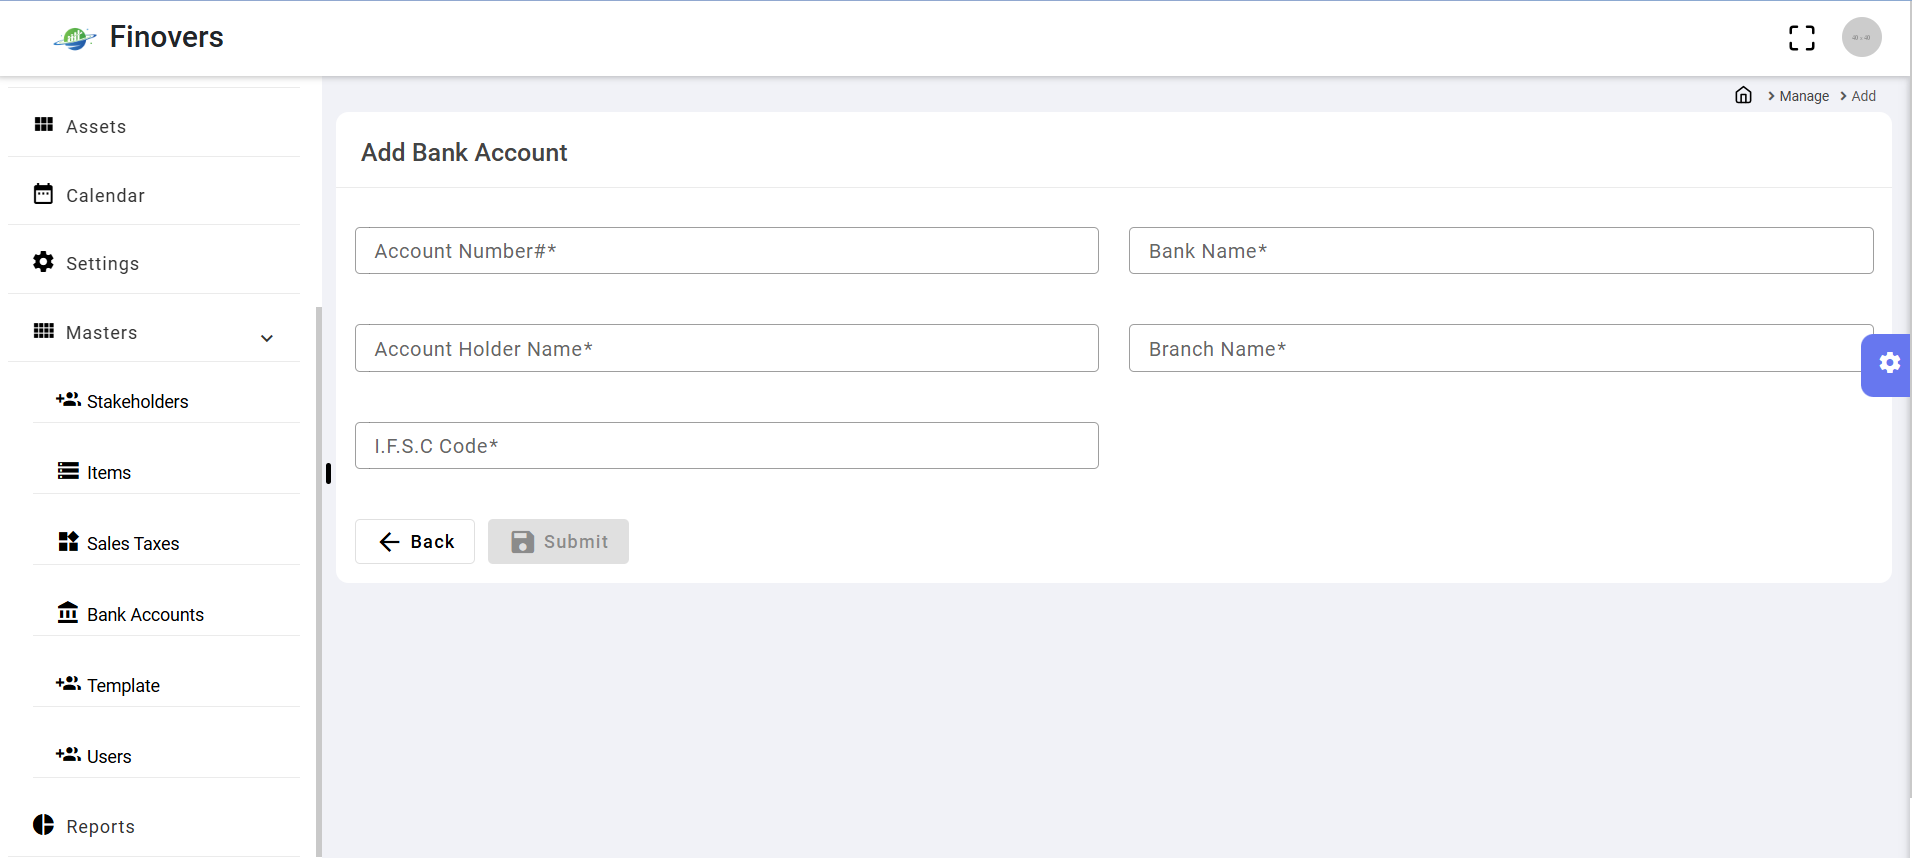 Finovers
40 x 40
Manage
Add
Assets
Calendar
Settings
Masters
Stakeholders
Items
Sales Taxes
Bank Accounts
Template
Users
Reports
Add Bank Account
Account Number#*
Bank Name*
Account Holder Name*
Branch Name*
I.F.S.C Code*
Back
Submit